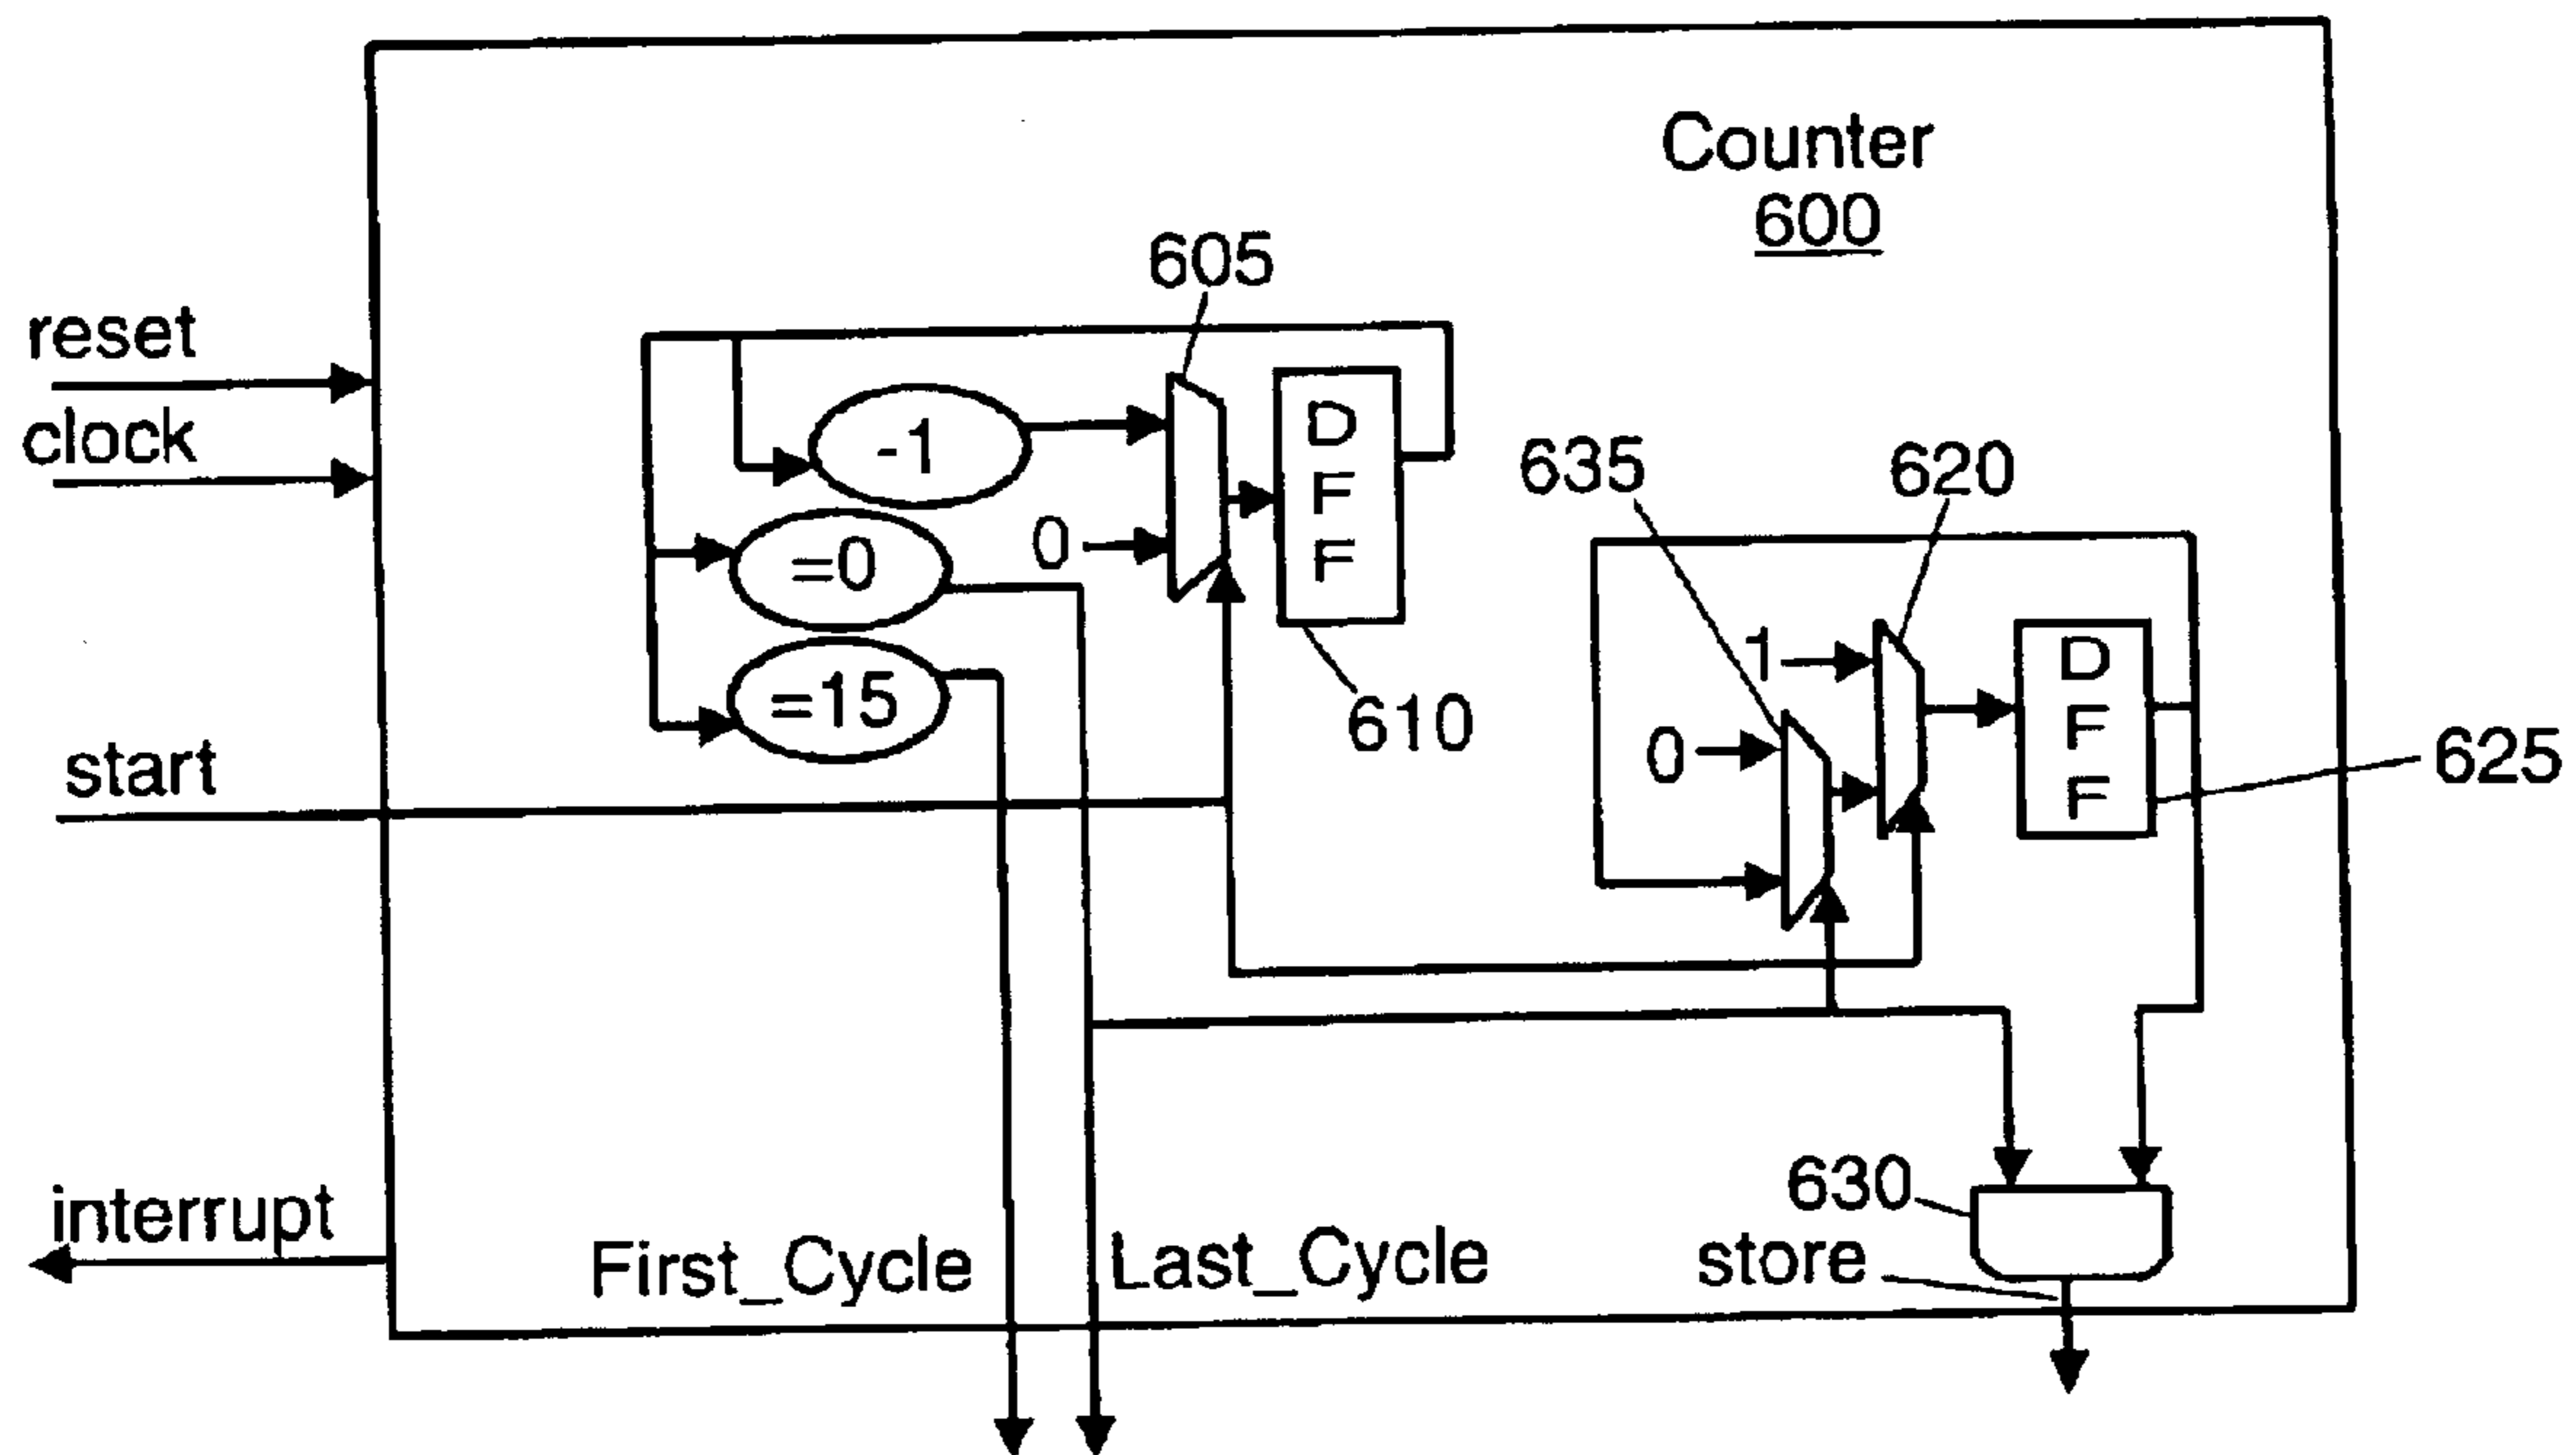 Counter
600
605
reset
clock
-1
0
=0
=15
D
F
F
610
start
635
620
1
0
D
F
F
625
interrupt
First_Cycle
Last_Cycle
630
store